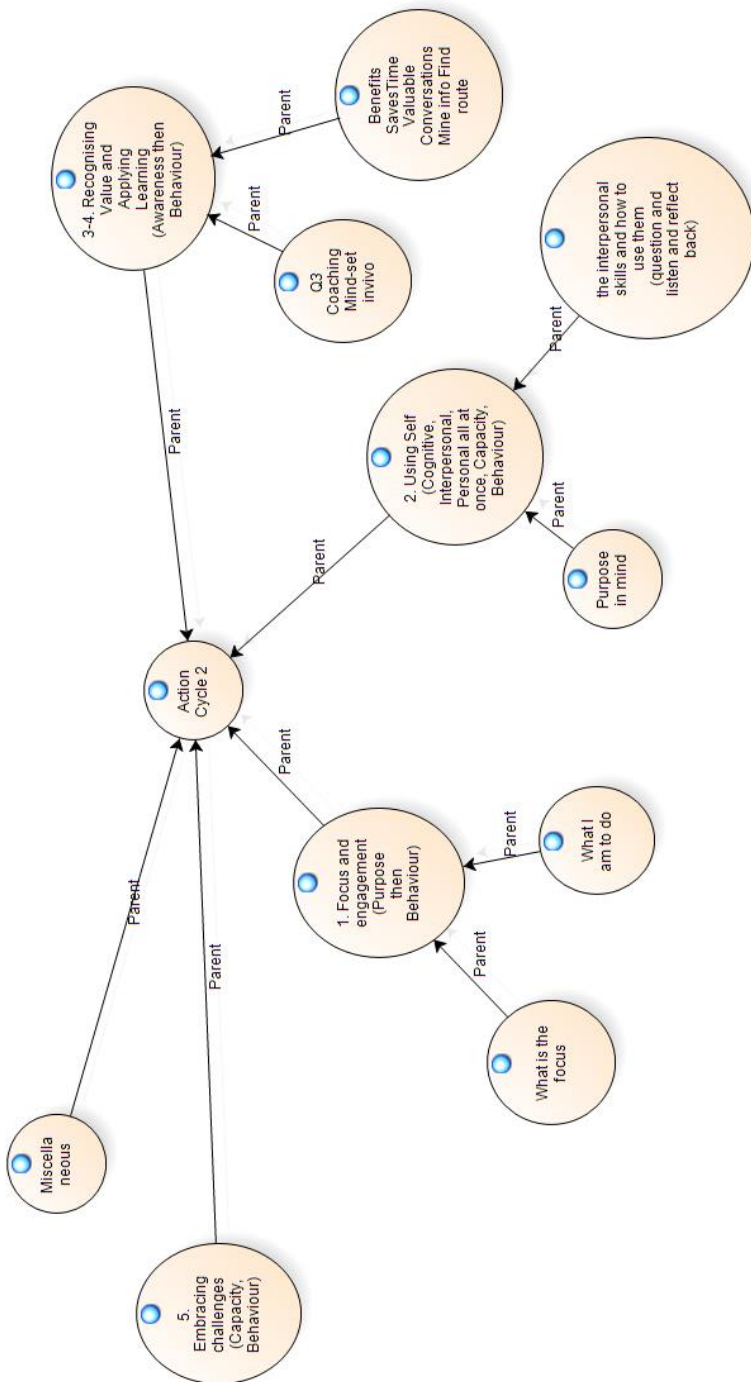 Miscella
neous
Parent
5.
Embracing
challenges
(Capacity,
Behaviour)
Parent
Action
Cycle 2
Parent
1. Focus and
engagement
(Purpose
then
Behaviour)
Parent
What is the
focus
Parent
What I
am to do
Parent
2. Using Self
(Cognitive,
Interpersonal,
Personal all at
once, Capacity,
Behaviour)
Parent
Purpose
in mind
Parent
the interpersonal
skills and how to
use them
(question and
listen and reflect
back)
Parent
3-4. Recognising
Value and
Applying
Learning
(Awareness then
Behaviour)
Parent
Q3
Coaching
Mind-set
invivo
Parent
Benefits
SavesTime
Valuable
Conversations
Mine info Find
route